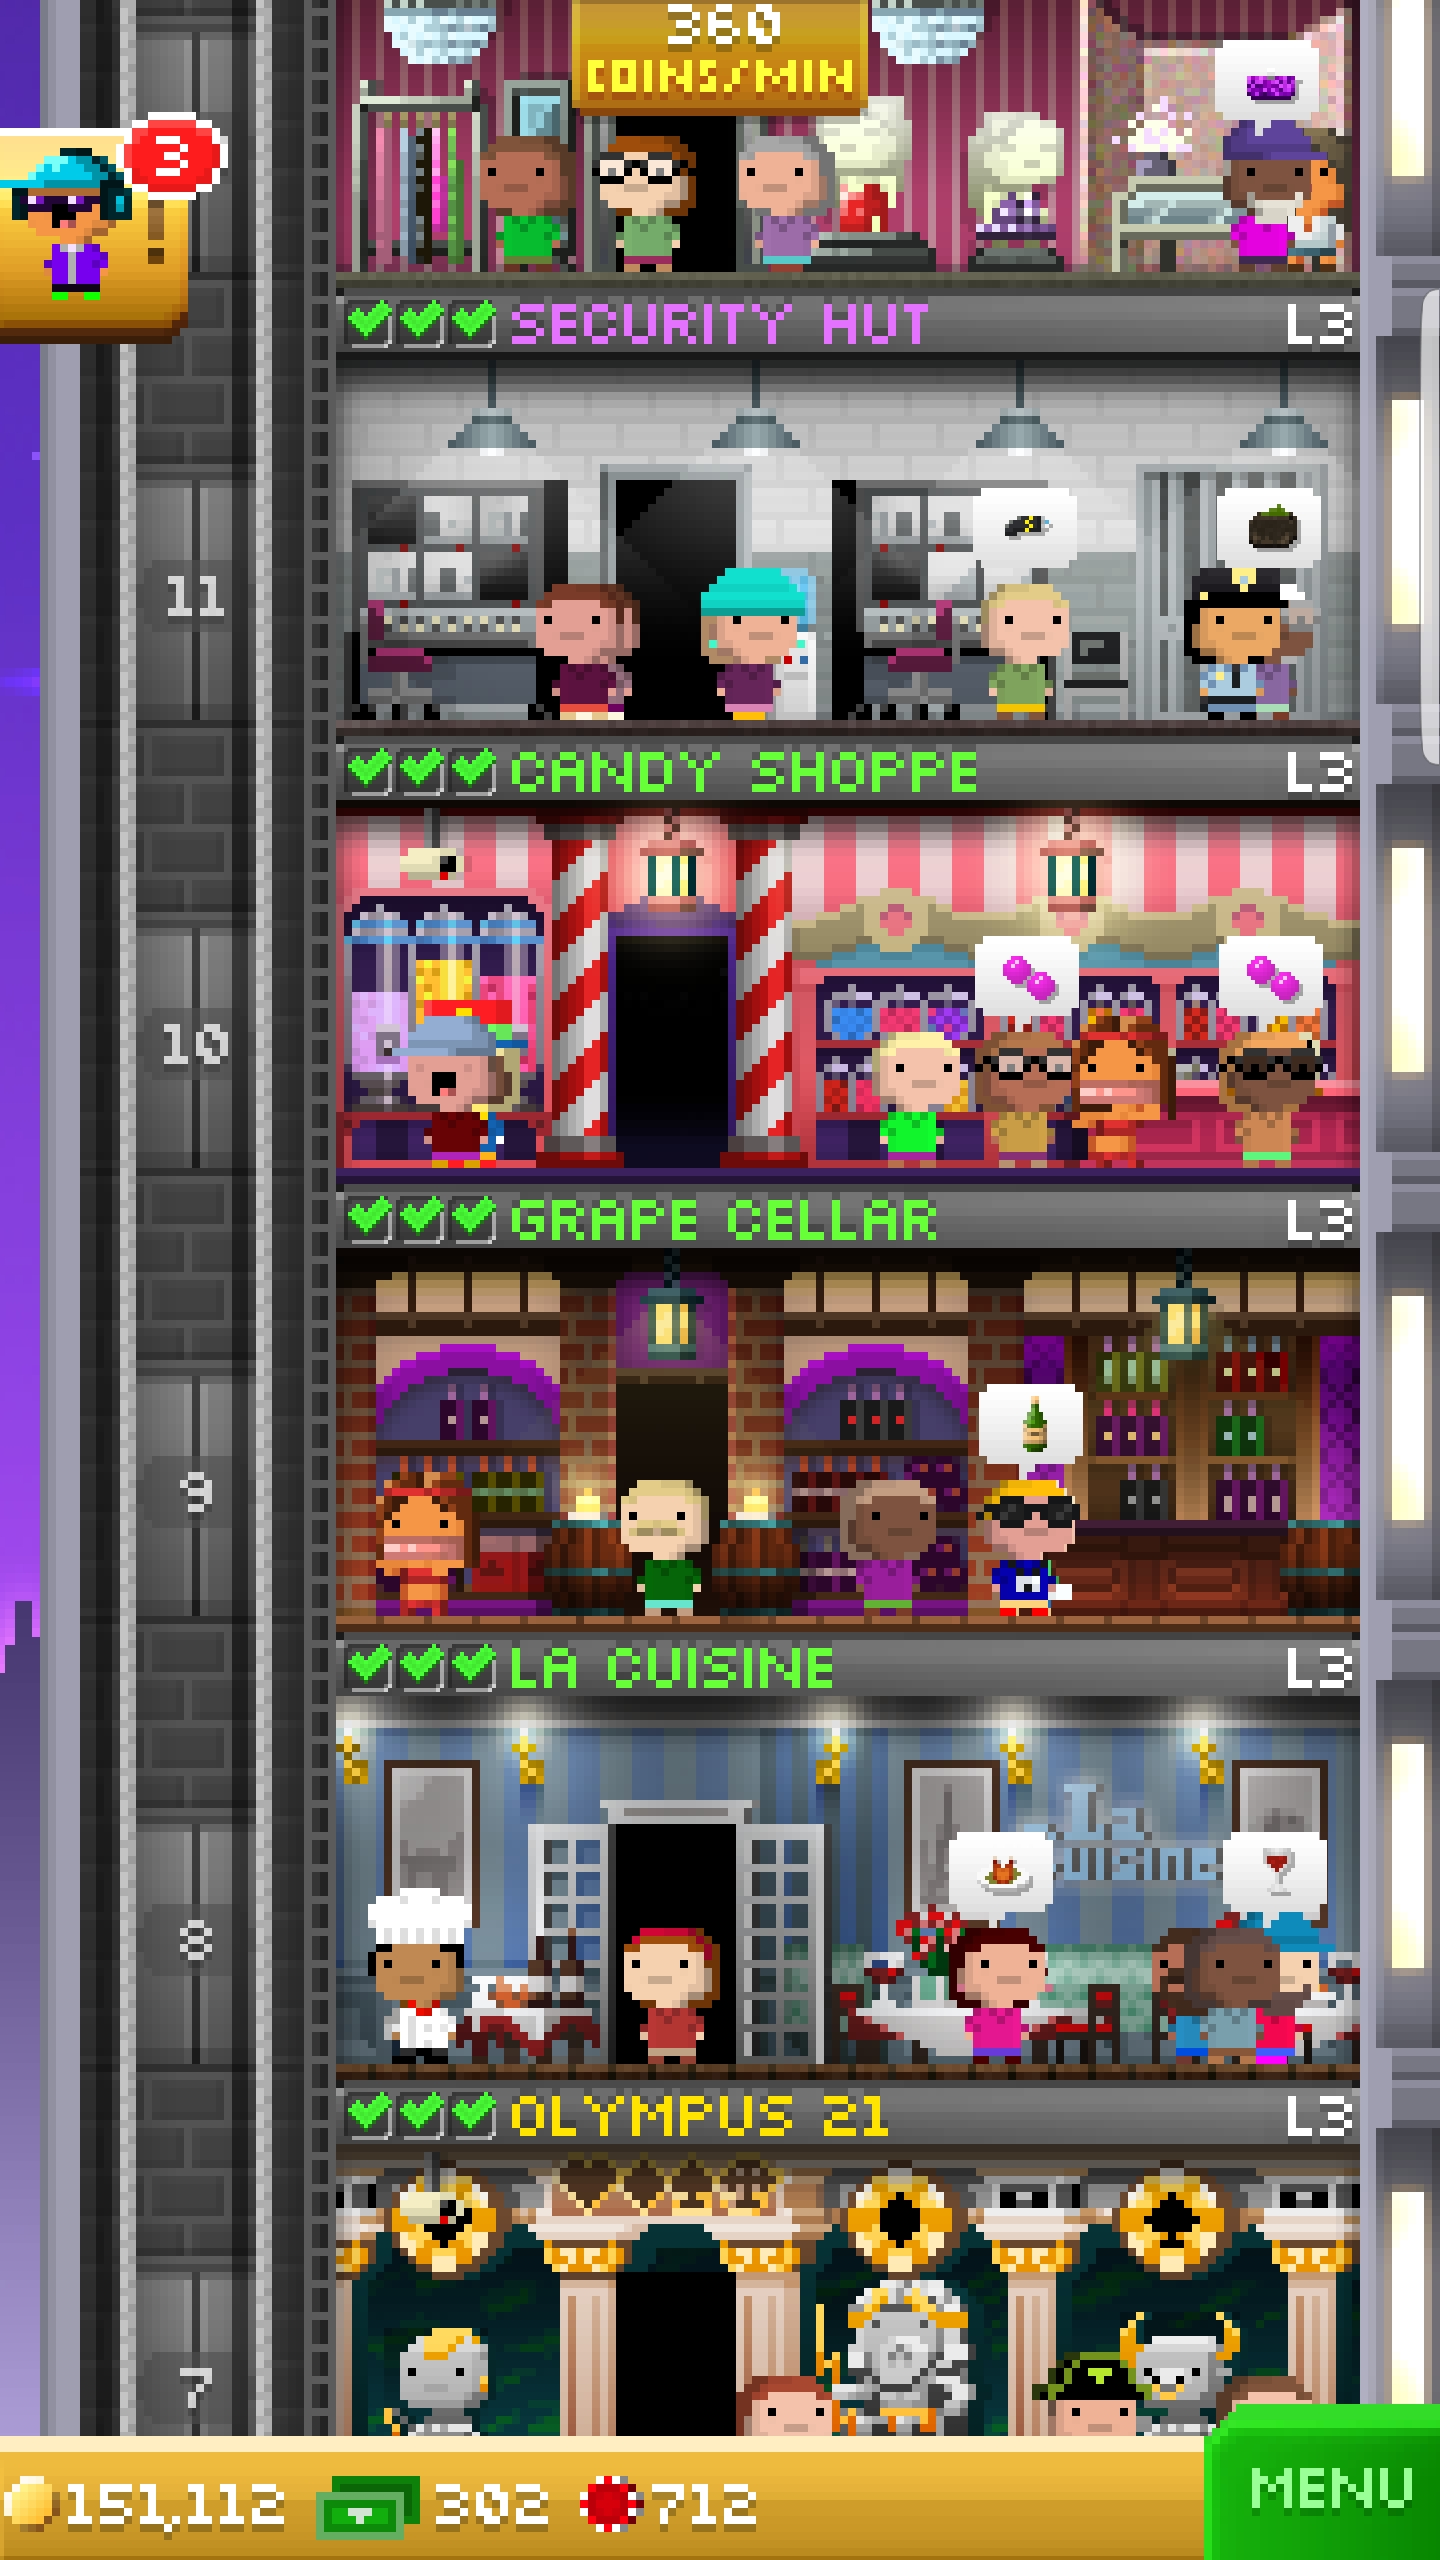 360
COINS/MIN
3
SECURITY HUT L3
11
CANDY SHOPPE L3
10
GRAPE CELLAR L3
9
LA CUISINE L3
La
Cuisine
8
OLYMPUS 21 L3
7
151,112 302 712
MENU